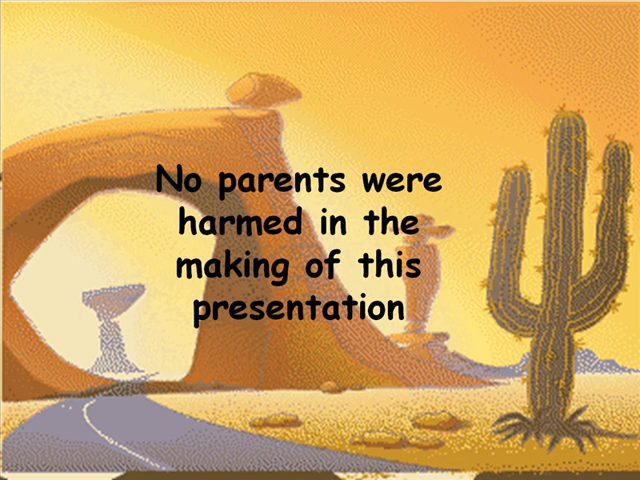 No parents were
harmed in the
making of this
presentation